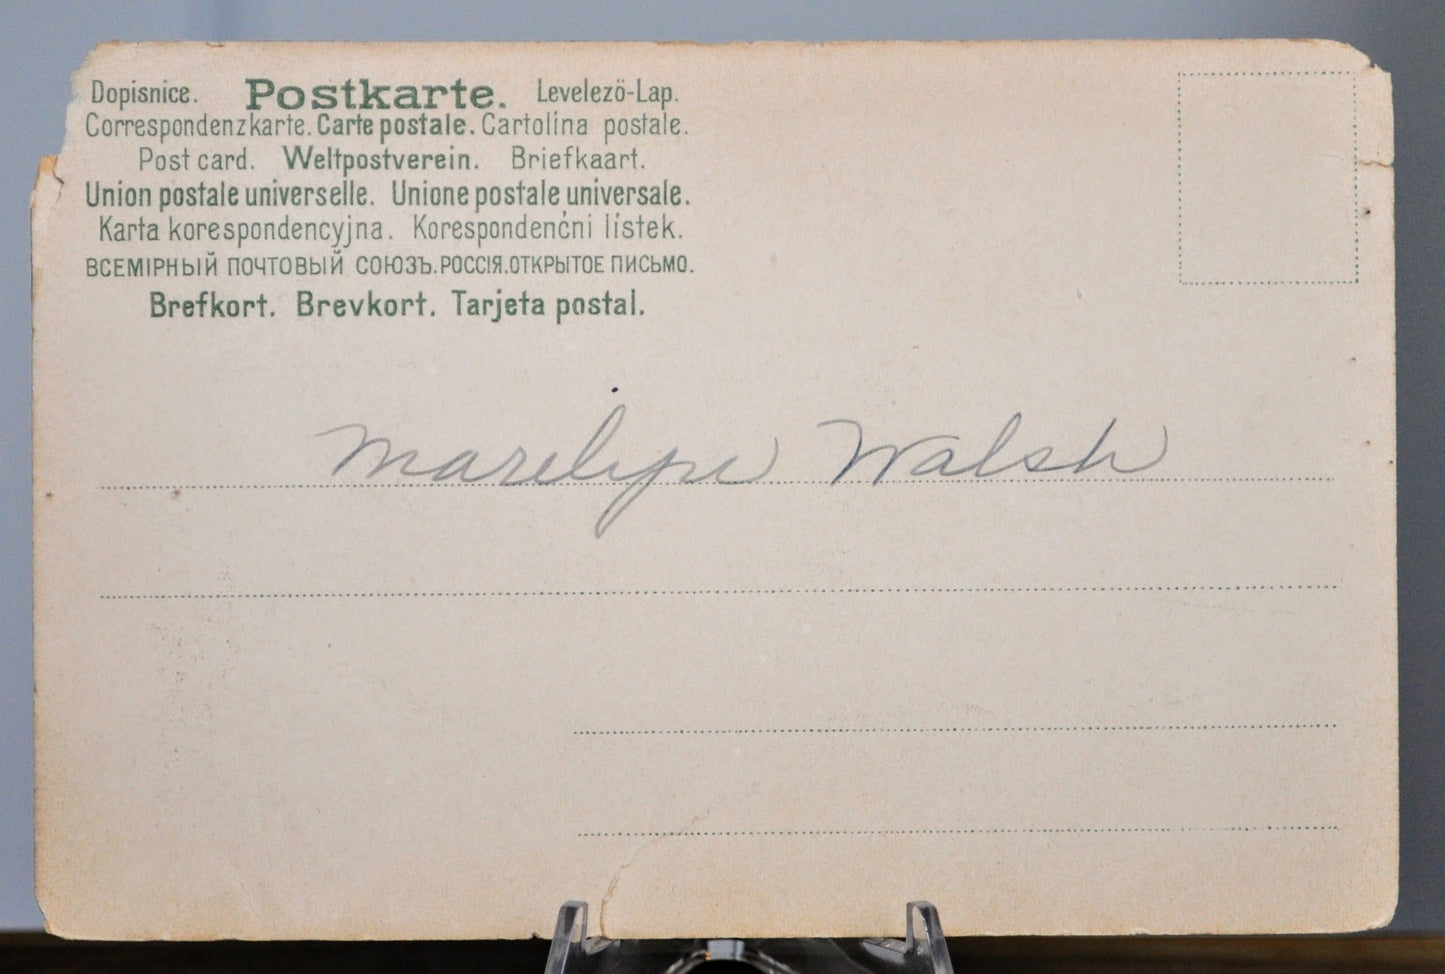 Dopisnice. Postkarte. Levelezö-Lap.
Correspondenzkarte. Carte postale. Cartolina postale.
Post card. Weltpostverein. Briefkaart.
Union postale universelle. Unione postale universale.
Karta korespondencyjna. Korespondenčni lístek.
ВСЕМІРНЫЙ ПОЧТОВЫЙ СОЮЗЪ. РОССІЯ. ОТКРЫТОЕ ПИСЬМО.
Brefkort. Brevkort. Tarjeta postal.
Marilyn Walsh